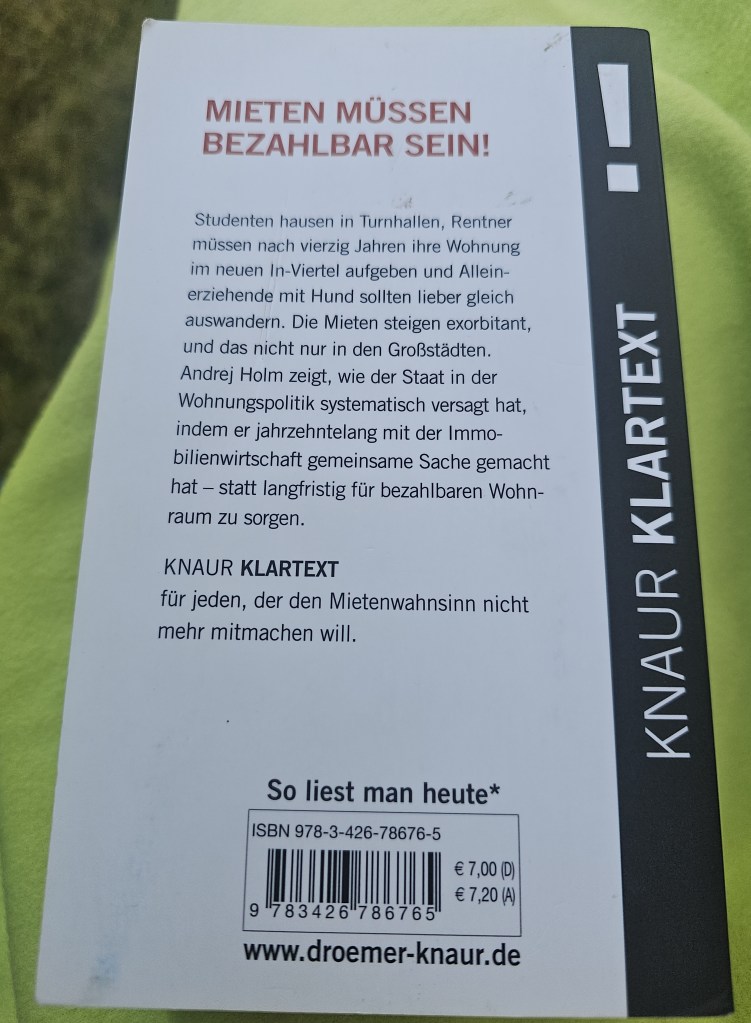 MIETEN MÜSSEN
BEZAHLBAR SEIN!
Studenten hausen in Turnhallen, Rentner
müssen nach vierzig Jahren ihre Wohnung
im neuen In-Viertel aufgeben und Allein-
erziehende mit Hund sollten lieber gleich
auswandern. Die Mieten steigen exorbitant,
und das nicht nur in den Großstädten.
Andrej Holm zeigt, wie der Staat in der
Wohnungspolitik systematisch versagt hat,
indem er jahrzehntelang mit der Immo-
bilienwirtschaft gemeinsame Sache gemacht
hat – statt langfristig für bezahlbaren Wohn-
raum zu sorgen.
KNAUR KLARTEXT
für jeden, der den Mietenwahnsinn nicht
mehr mitmachen will.
So liest man heute*
ISBN 978-3-426-78676-5
€ 7,00 (D)
€ 7,20 (A)
9 783426 786765
www.droemer-knaur.de
KNAUR KLARTEXT !